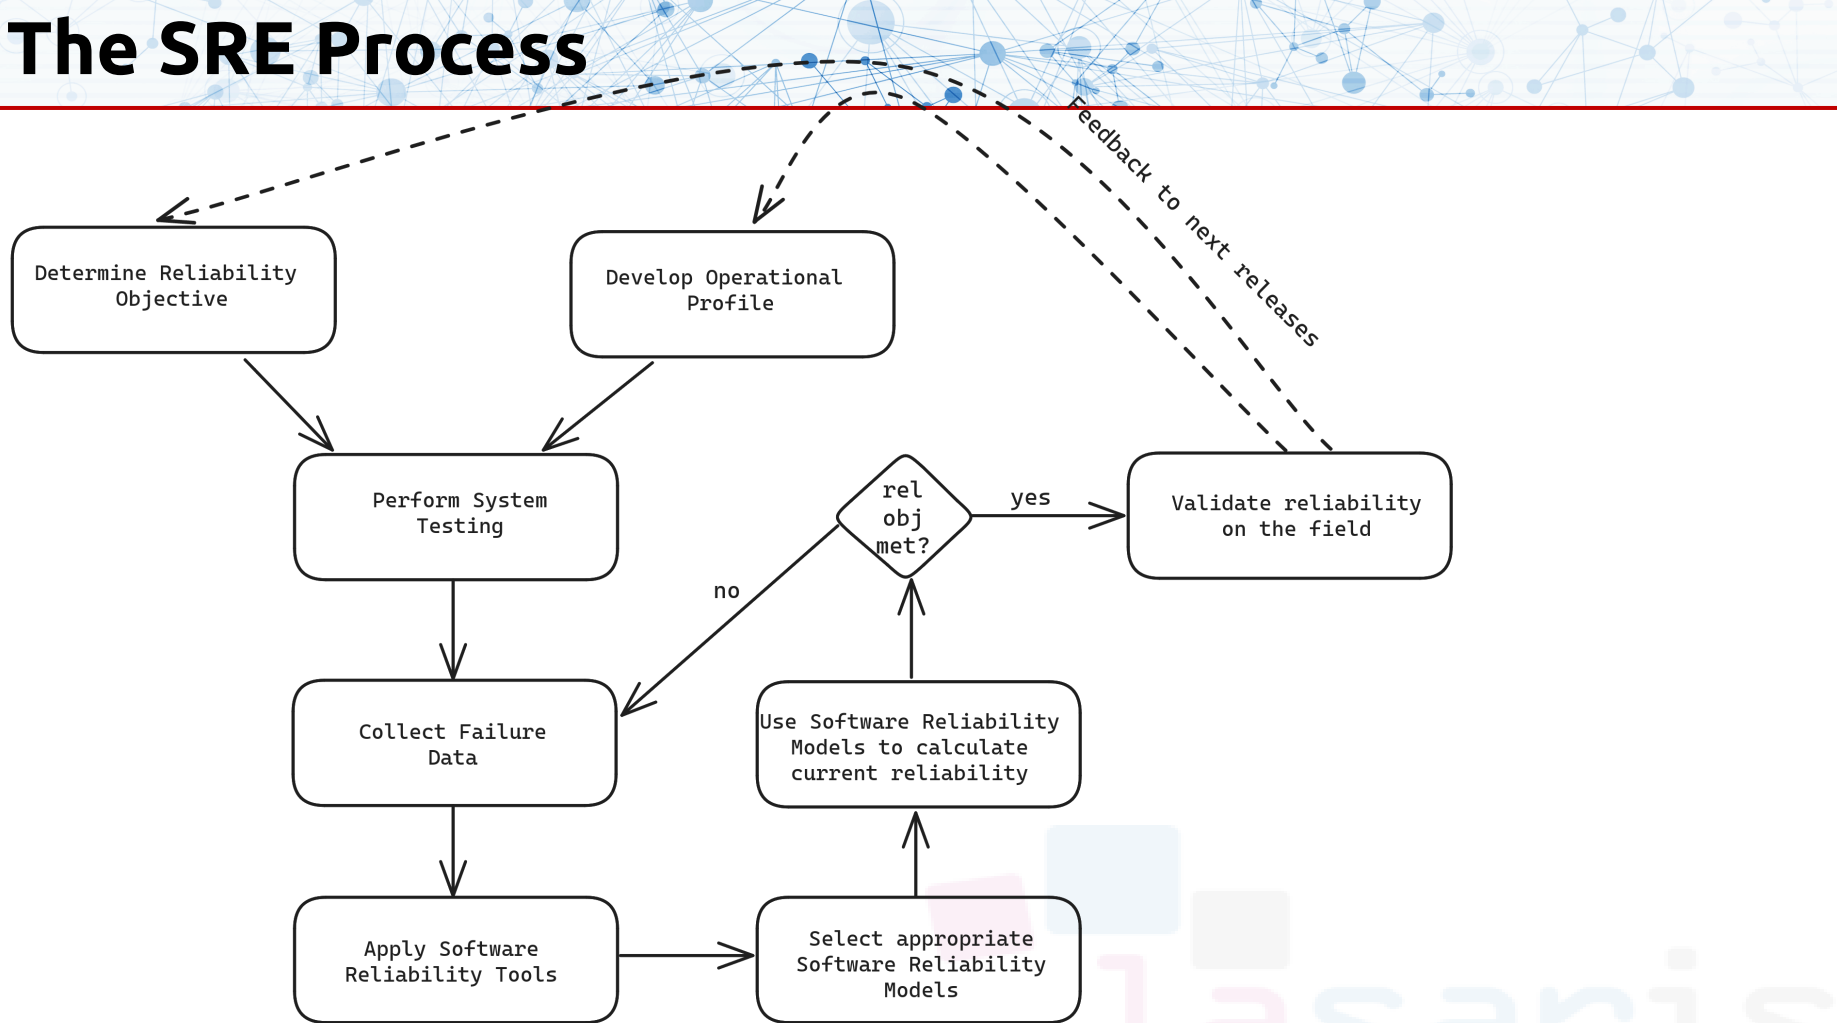 The SRE Process
Feedback to next releases
Determine Reliability
Objective
Develop Operational
Profile
Perform System
Testing
rel
obj
met?
yes
Validate reliability
on the field
no
Collect Failure
Data
Use Software Reliability
Models to calculate
current reliability
Apply Software
Reliability Tools
Select appropriate
Software Reliability
Models
lasaris